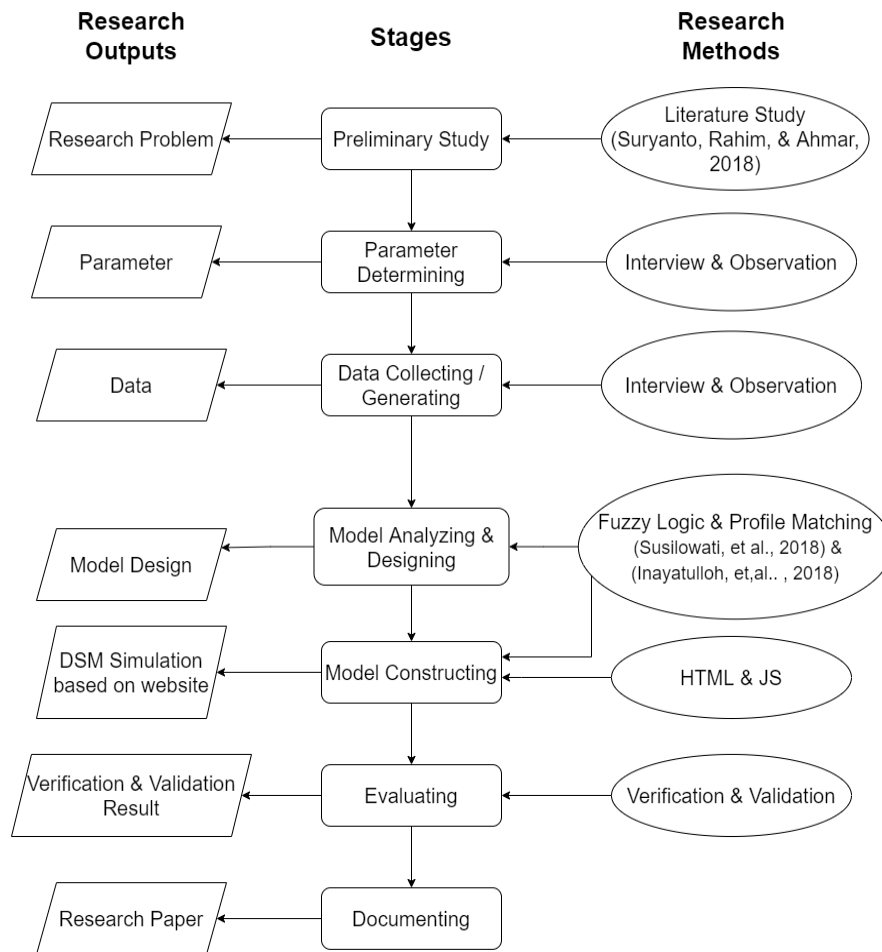 Research
Outputs
Stages
Research
Methods
Research Problem
Preliminary Study
Literature Study
(Suryanto, Rahim, & Ahmar,
2018)
Parameter
Parameter
Determining
Interview & Observation
Data
Data Collecting /
Generating
Interview & Observation
Model Design
Model Analyzing &
Designing
Fuzzy Logic & Profile Matching
(Susilowati, et al., 2018) &
(Inayatulloh, et,al.. , 2018)
DSM Simulation
based on website
Model Constructing
HTML & JS
Verification & Validation
Result
Evaluating
Verification & Validation
Research Paper
Documenting